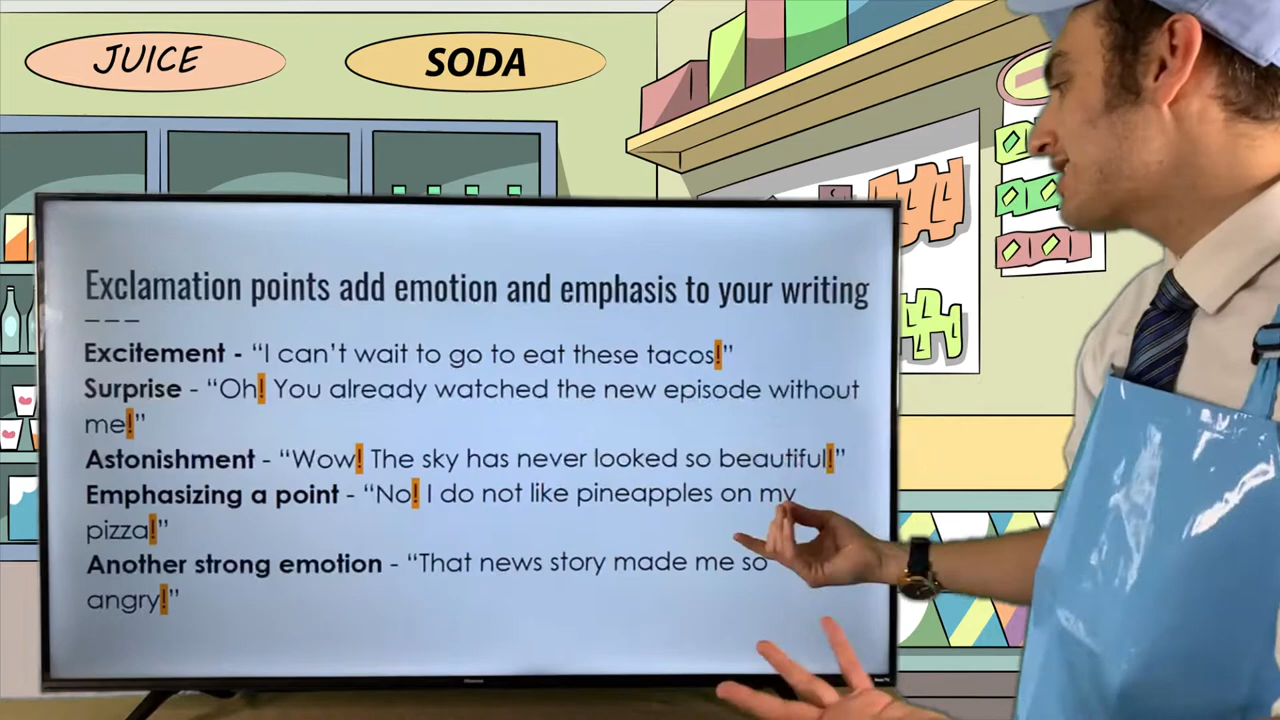 JUICE
SODA
Exclamation points add emotion and emphasis to your writing
Excitement - “I can’t wait to go to eat these tacos!”
Surprise - “Oh! You already watched the new episode without
me!”
Astonishment - “Wow! The sky has never looked so beautiful!”
Emphasizing a point - “No! I do not like pineapples on my
pizza!”
Another strong emotion - “That news story made me so
angry!”